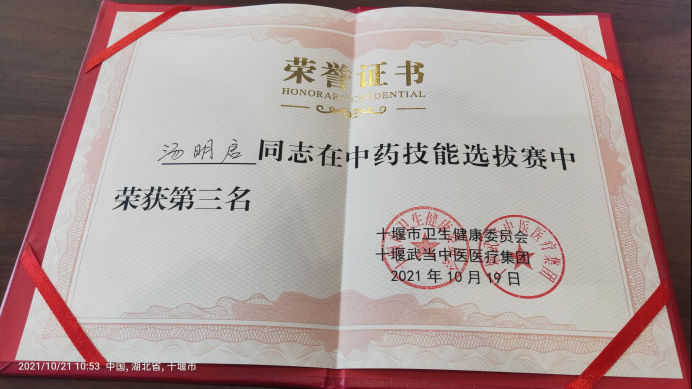 荣誉证书
HONORARY CREDENTIAL
汤明启同志在中药技能选拔赛中
荣获第三名
十堰市卫生健康委员会
十堰武当中医医疗集团
2021年10月19日
2021/10/21 10:53 中国,湖北省,十堰市